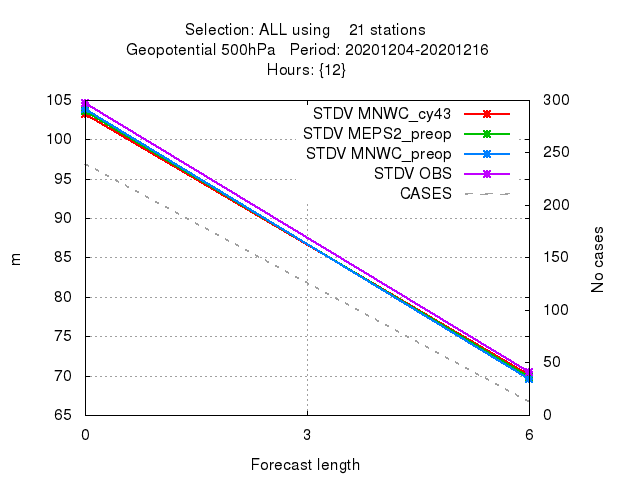 Selection: ALL using    21 stations
Geopotential 500hPa   Period: 20201204-20201216
Hours: {12}
105
100
95
90
85
80
75
70
65
300
250
200
150
100
50
0
STDV MNWC_cy43
STDV MEPS2_preop
STDV MNWC_preop
STDV OBS
CASES
m
No cases
0
3
6
Forecast length